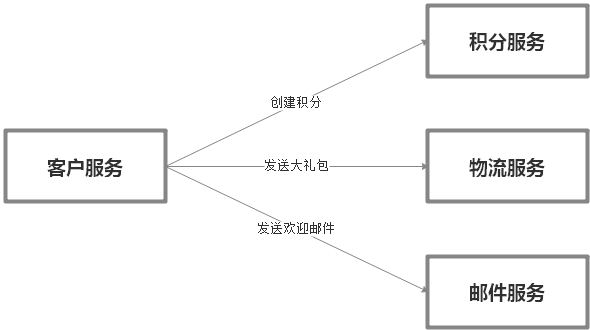 积分服务
创建积分
客户服务
发送大礼包
物流服务
发送欢迎邮件
邮件服务